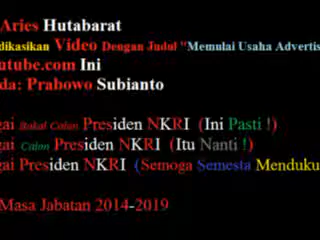 Aries Hutabarat
dikasikan Video Dengan Judul "Memulai Usaha Advertis
utube.com Ini
da: Prabowo Subianto
gai Bakal Calon Presiden NKRI (Ini Pasti !)
gai Calon Presiden NKRI (Itu Nanti !)
gai Presiden NKRI (Semoga Semesta Menduku
Masa Jabatan 2014-2019